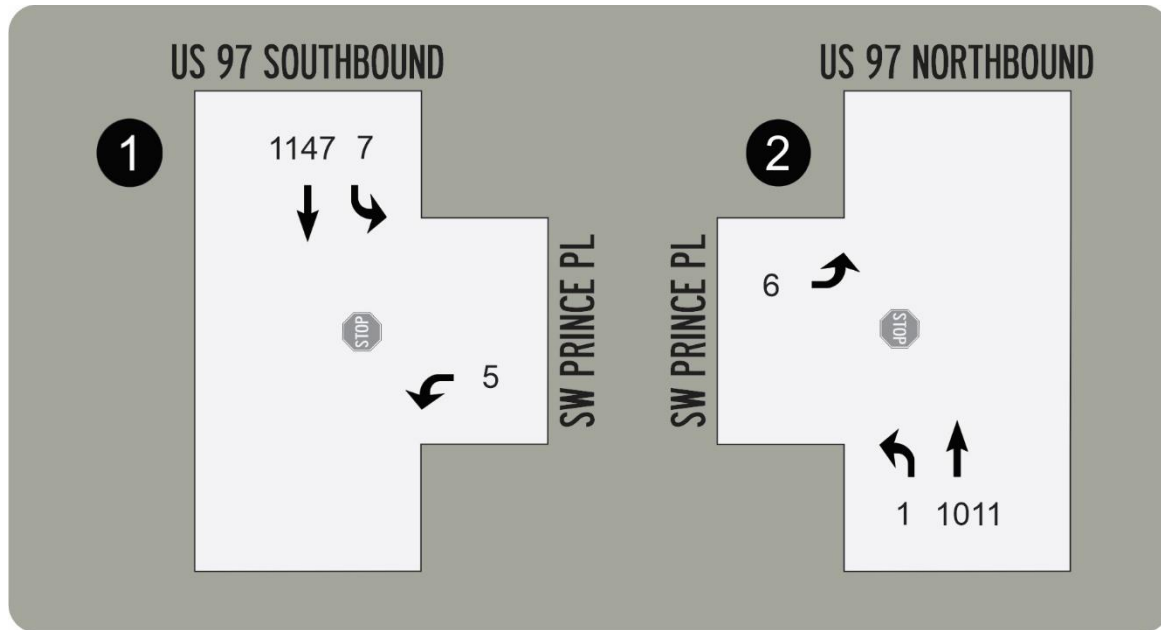 US 97 SOUTHBOUND
1
1147 7
STOP
5
SW PRINCE PL
US 97 NORTHBOUND
2
SW PRINCE PL
6
STOP
1 1011